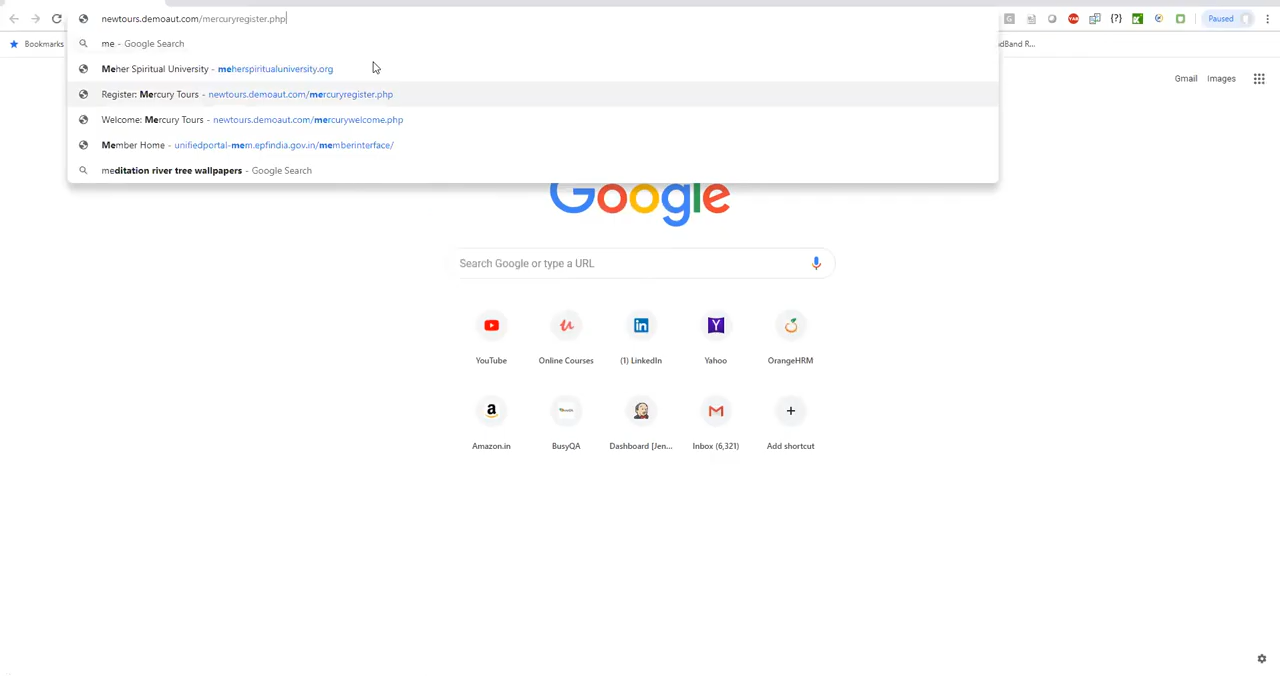 newtours.demoaut.com/mercuryregister.php
Paused
Bookmarks
me - Google Search
Meher Spiritual University - meherspiritualuniversity.org
Register: Mercury Tours - newtours.demoaut.com/mercuryregister.php
Welcome: Mercury Tours - newtours.demoaut.com/mercurywelcome.php
Member Home - unifiedportal-mem.epfindia.gov.in/memberinterface/
meditation river tree wallpapers - Google Search
adBand R...
Gmail Images
Google
Search Google or type a URL
YouTube Online Courses (1) LinkedIn Yahoo OrangeHRM
Amazon.in BusyQA Dashboard [Jen... Inbox (6,321) Add shortcut